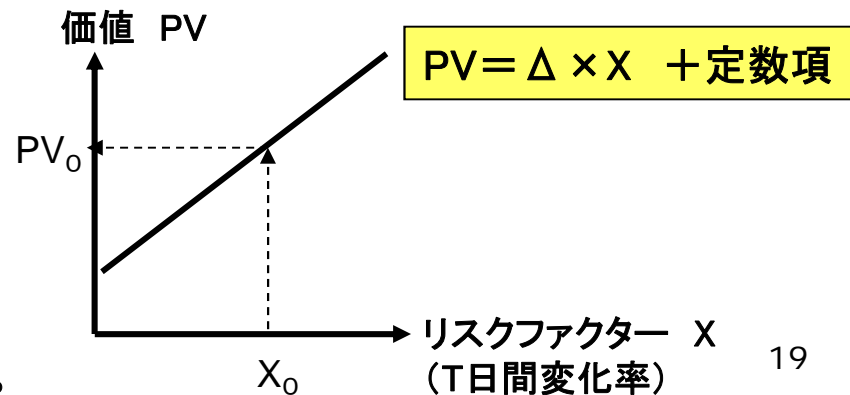 価値 PV
PV=Δ×X +定数項
PV₀
リスクファクター X
(T日間変化率)
X₀
19
。